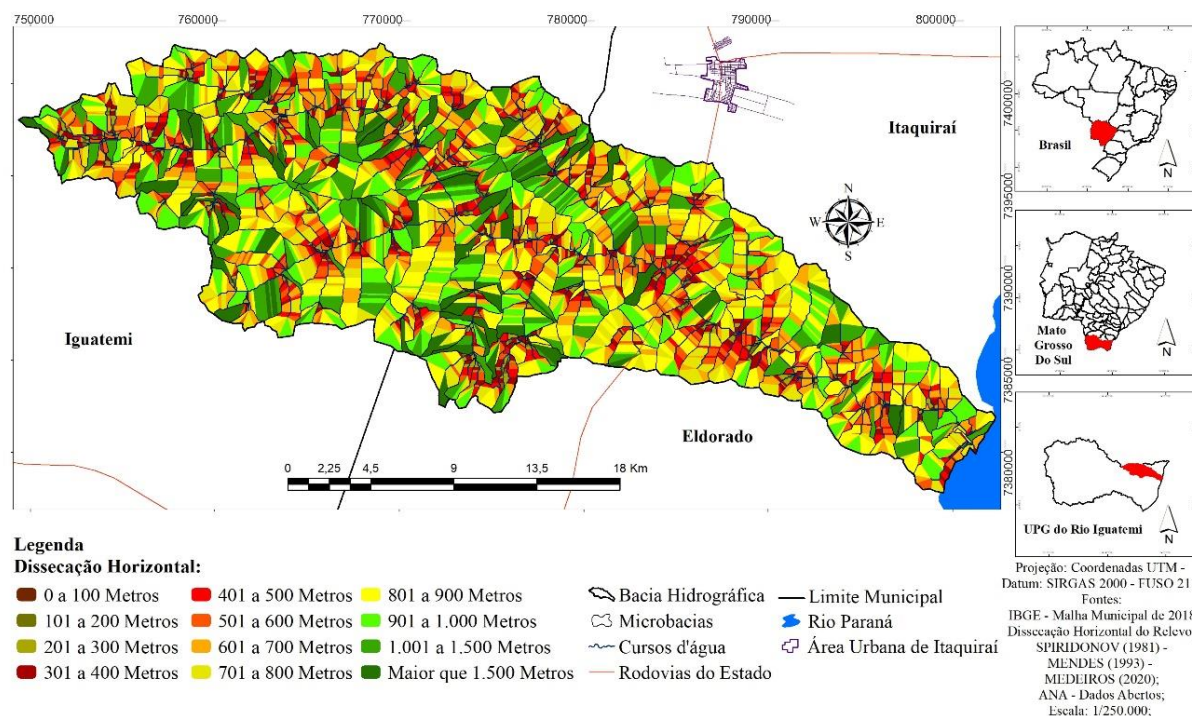 750000 760000 770000 780000 790000 800000
7400000
7395000
7390000
7385000
7380000
Itaquiraí
Iguatemi
Eldorado
N
W E
S
0 2,25 4,5 9 13,5 18 Km
Brasil
N
Mato
Grosso
Do Sul
N
UPG do Rio Iguatemi
N
Legenda
Dissecação Horizontal:
0 a 100 Metros
101 a 200 Metros
201 a 300 Metros
301 a 400 Metros
401 a 500 Metros
501 a 600 Metros
601 a 700 Metros
701 a 800 Metros
801 a 900 Metros
901 a 1.000 Metros
1.001 a 1.500 Metros
Maior que 1.500 Metros
Bacia Hidrográfica
Microbacias
Cursos d'água
Rodovias do Estado
Limite Municipal
Rio Paraná
Área Urbana de Itaquiraí
Projeção: Coordenadas UTM -
Datum: SIRGAS 2000 - FUSO 21
Fontes:
IBGE - Malha Municipal de 2018
Dissecação Horizontal do Relevo
SPIRIDONOV (1981) -
MENDES (1993) -
MEDEIROS (2020);
ANA - Dados Abertos;
Escala: 1/250.000;